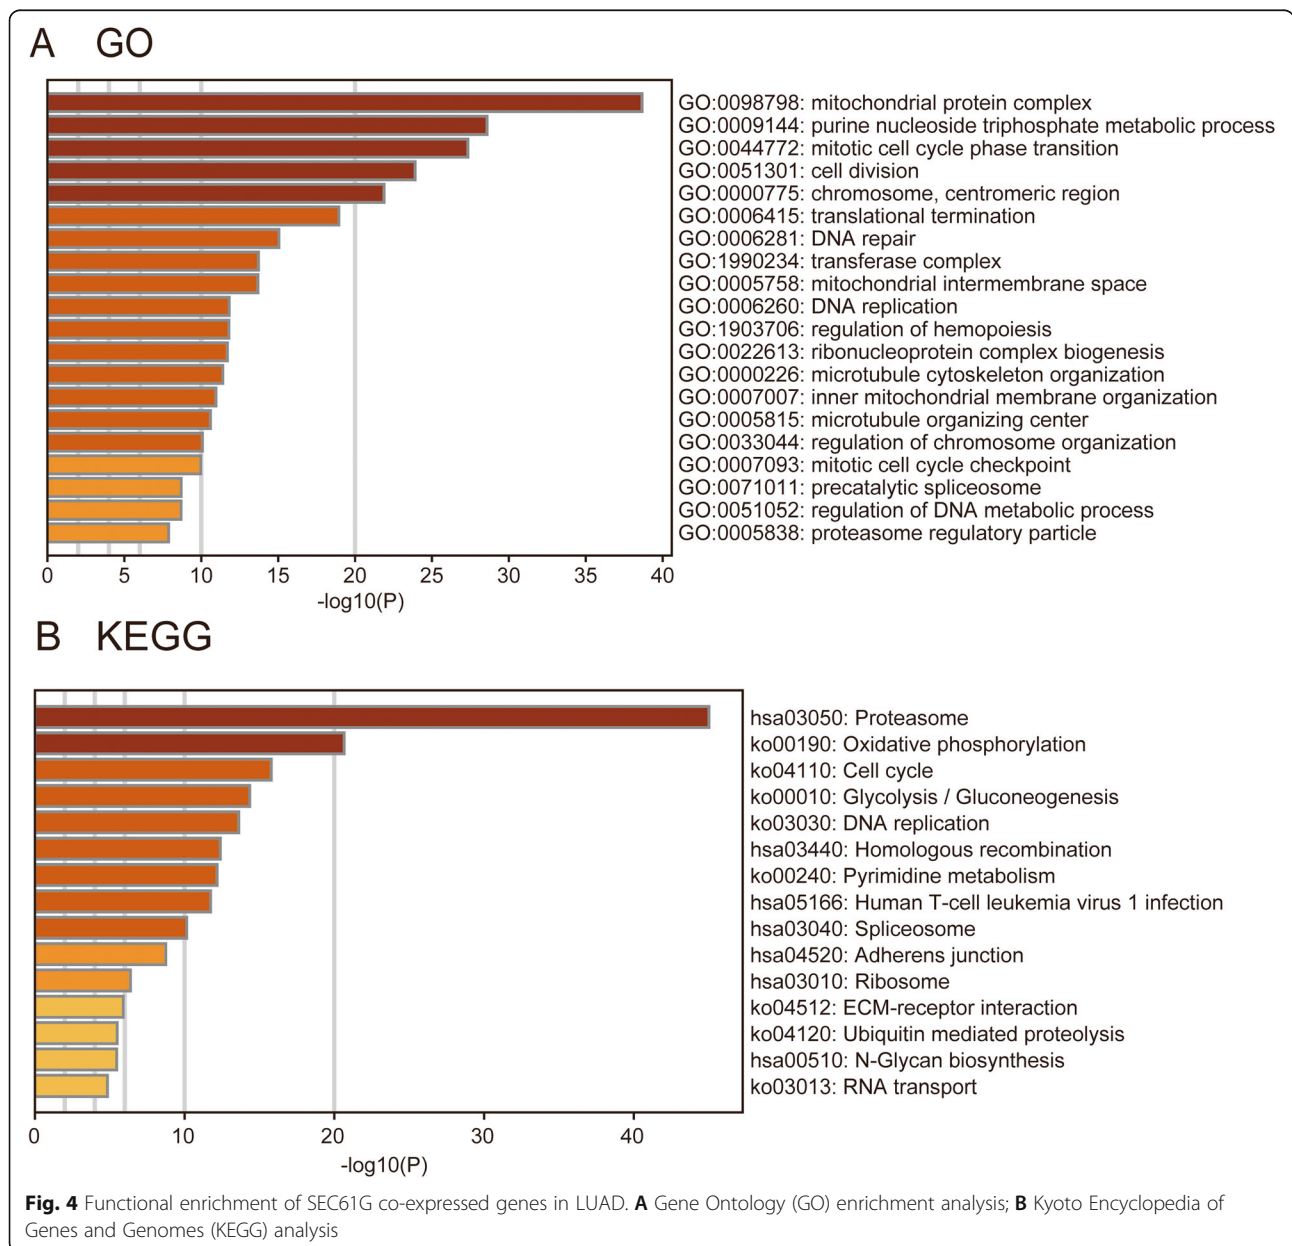 A GO
GO:0098798: mitochondrial protein complex
GO:0009144: purine nucleoside triphosphate metabolic process
GO:0044772: mitotic cell cycle phase transition
GO:0051301: cell division
GO:0000775: chromosome, centromeric region
GO:0006415: translational termination
GO:0006281: DNA repair
GO:1990234: transferase complex
GO:0005758: mitochondrial intermembrane space
GO:0006260: DNA replication
GO:1903706: regulation of hemopoiesis
GO:0022613: ribonucleoprotein complex biogenesis
GO:0000226: microtubule cytoskeleton organization
GO:0007007: inner mitochondrial membrane organization
GO:0005815: microtubule organizing center
GO:0033044: regulation of chromosome organization
GO:0007093: mitotic cell cycle checkpoint
GO:0071011: precatalytic spliceosome
GO:0051052: regulation of DNA metabolic process
GO:0005838: proteasome regulatory particle
0 5 10 15 20 25 30 35 40
-log10(P)
B KEGG
hsa03050: Proteasome
ko00190: Oxidative phosphorylation
ko04110: Cell cycle
ko00010: Glycolysis / Gluconeogenesis
ko03030: DNA replication
hsa03440: Homologous recombination
ko00240: Pyrimidine metabolism
hsa05166: Human T-cell leukemia virus 1 infection
hsa03040: Spliceosome
hsa04520: Adherens junction
hsa03010: Ribosome
ko04512: ECM-receptor interaction
ko04120: Ubiquitin mediated proteolysis
hsa00510: N-Glycan biosynthesis
ko03013: RNA transport
0 10 20 30 40
-log10(P)
Fig. 4 Functional enrichment of SEC61G co-expressed genes in LUAD. A Gene Ontology (GO) enrichment analysis; B Kyoto Encyclopedia of
Genes and Genomes (KEGG) analysis